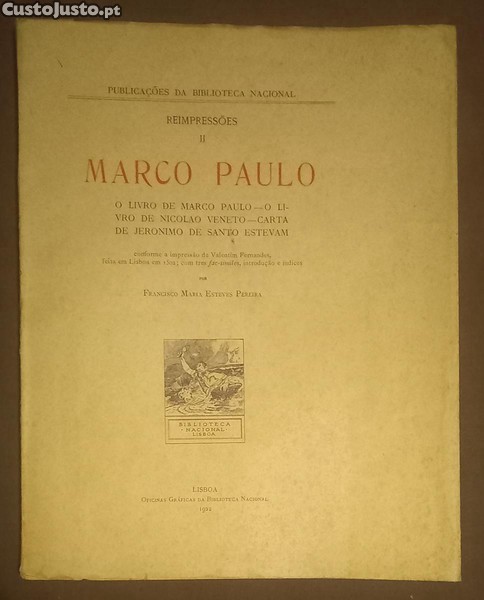 CustoJusto.pt
PUBLICAÇÕES DA BIBLIOTECA NACIONAL
REIMPRESSÕES
II
MARCO PAULO
O LIVRO DE MARCO PAULO—O LI-
VRO DE NICOLAO VENETO—CARTA
DE JERONIMO DE SANTO ESTEVAM
conforme a impressão de Valentim Fernandes,
feita em Lisboa em 1502; com três fac-similes, introdução e índices
POR
FRANCISCO MARIA ESTEVES PEREIRA
BIBLIOTECA
NACIONAL
LISBOA
LISBOA
OFICINAS GRÁFICAS DA BIBLIOTECA NACIONAL
1922